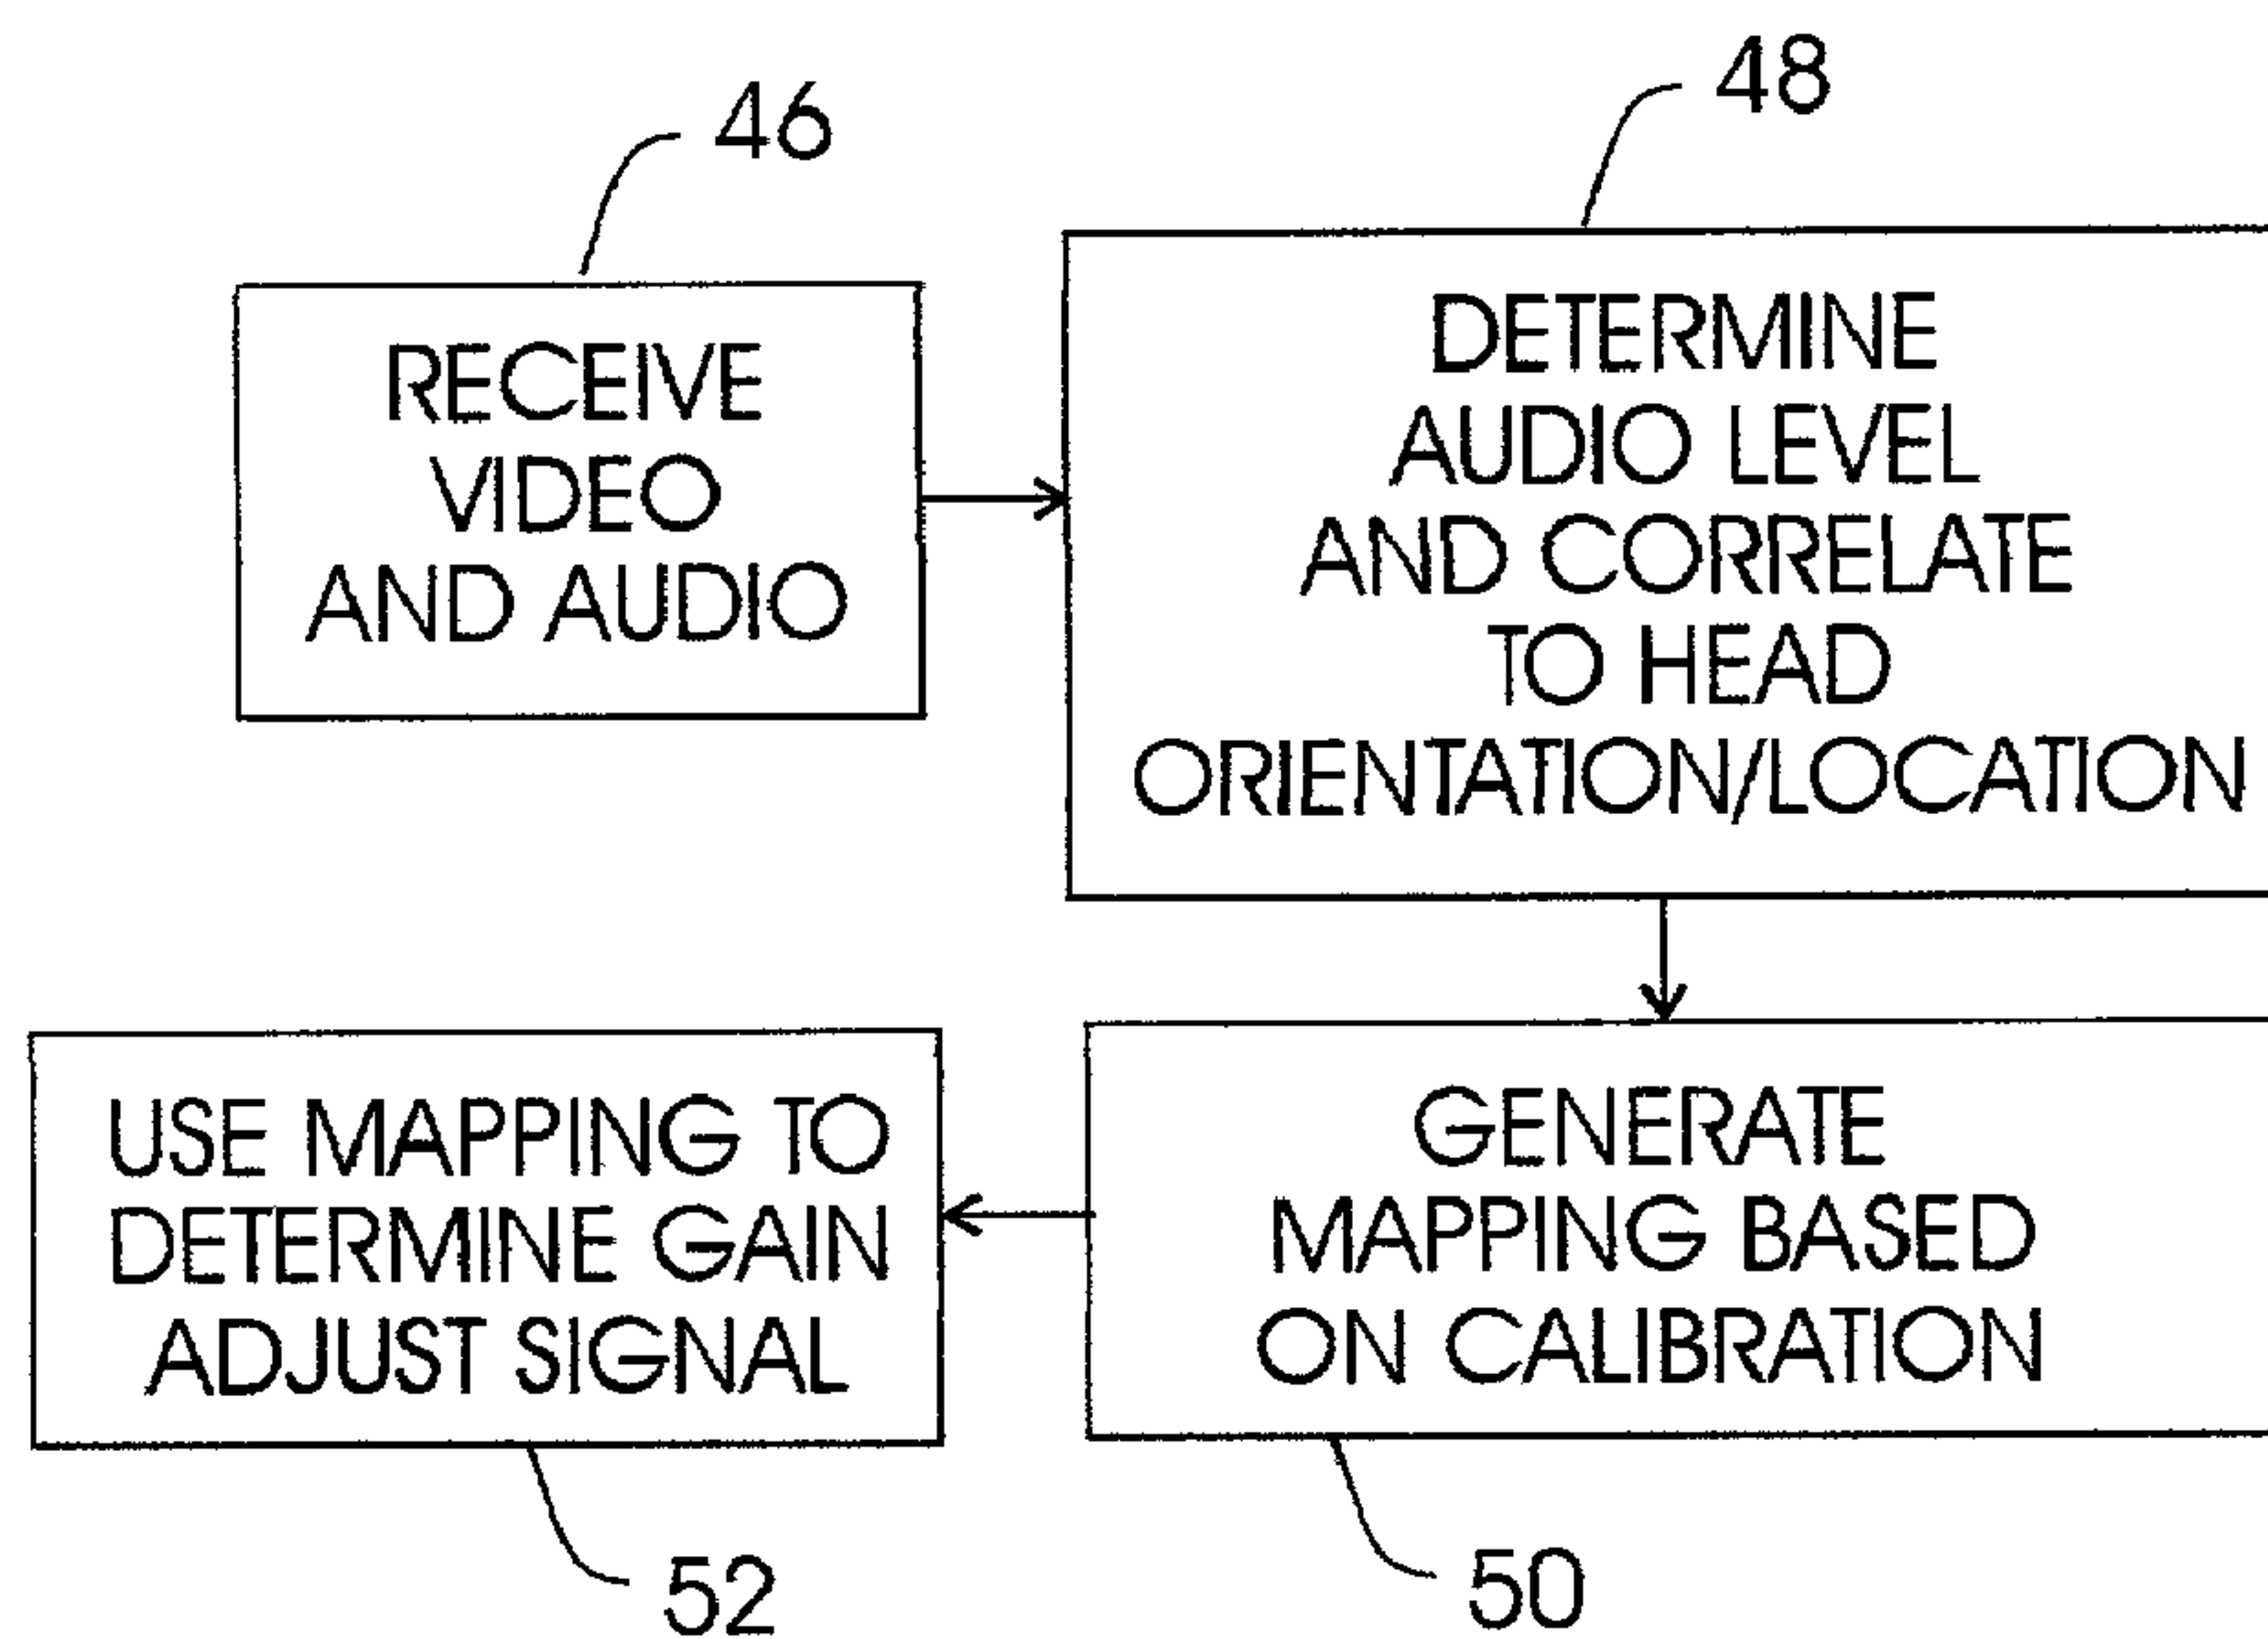 46
RECEIVE
VIDEO
AND AUDIO
48
DETERMINE
AUDIO LEVEL
AND CORRELATE
TO HEAD
ORIENTATION/LOCATION
GENERATE
MAPPING BASED
ON CALIBRATION
50
USE MAPPING TO
DETERMINE GAIN
ADJUST SIGNAL
52